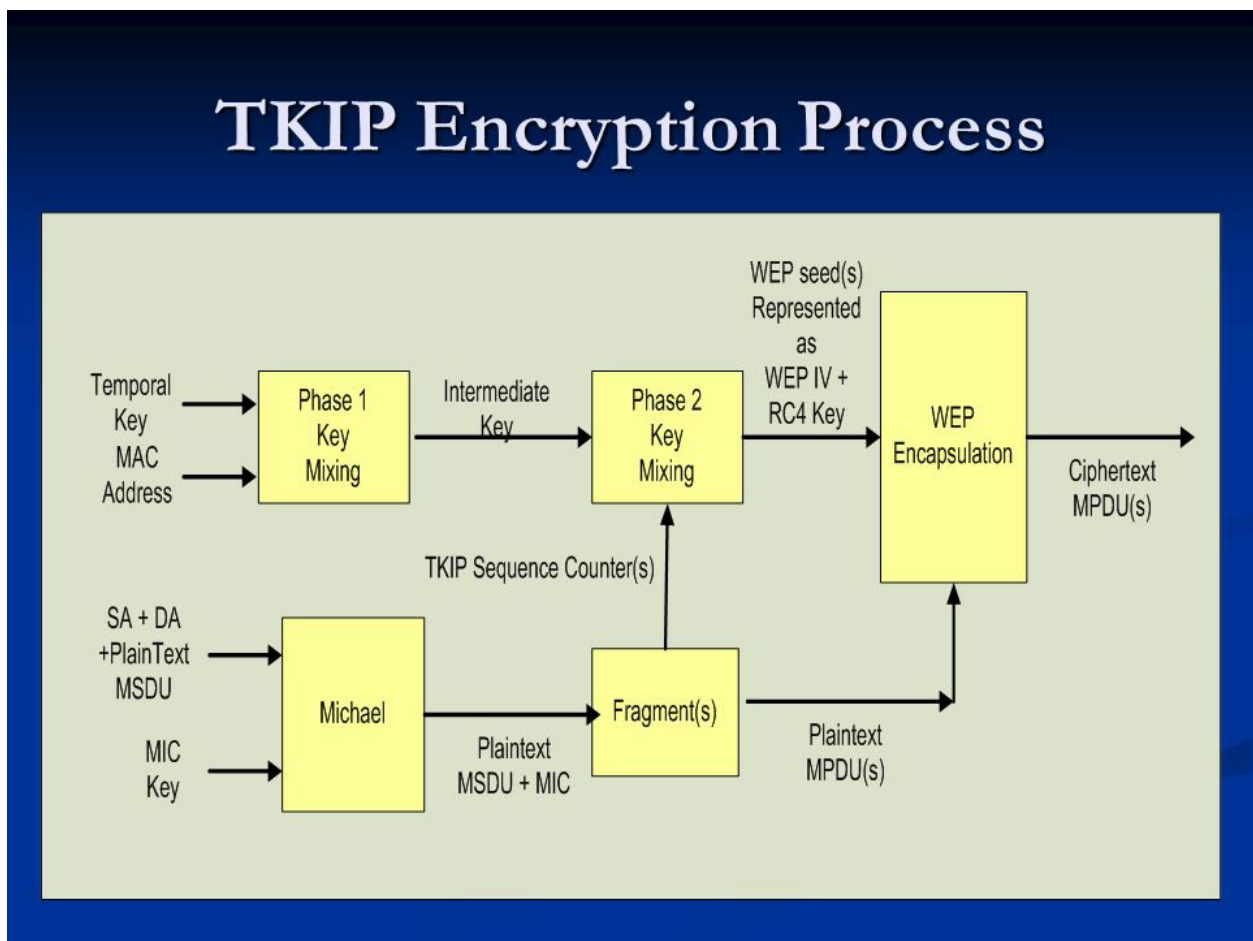 TKIP Encryption Process
Temporal
Key
MAC
Address
Phase 1
Key
Mixing
Intermediate
Key
Phase 2
Key
Mixing
WEP seed(s)
Represented
as
WEP IV +
RC4 Key
WEP
Encapsulation
Ciphertext
MPDU(s)
TKIP Sequence Counter(s)
SA + DA
+PlainText
MSDU
MIC
Key
Michael
Plaintext
MSDU + MIC
Fragment(s)
Plaintext
MPDU(s)